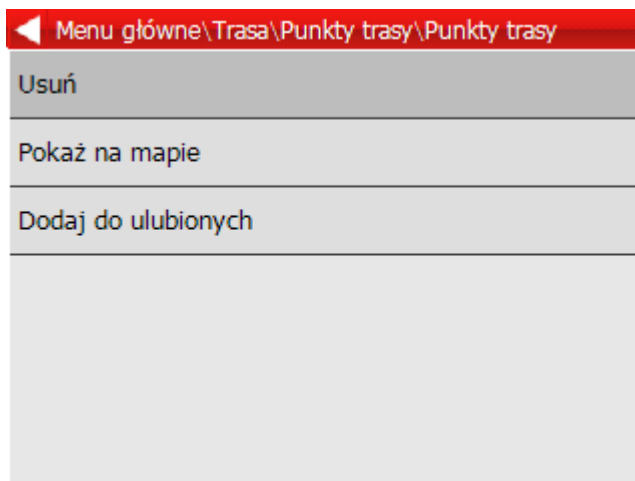 Menu główne\Trasa\Punkty trasy\Punkty trasy
Usuń
Pokaż na mapie
Dodaj do ulubionych